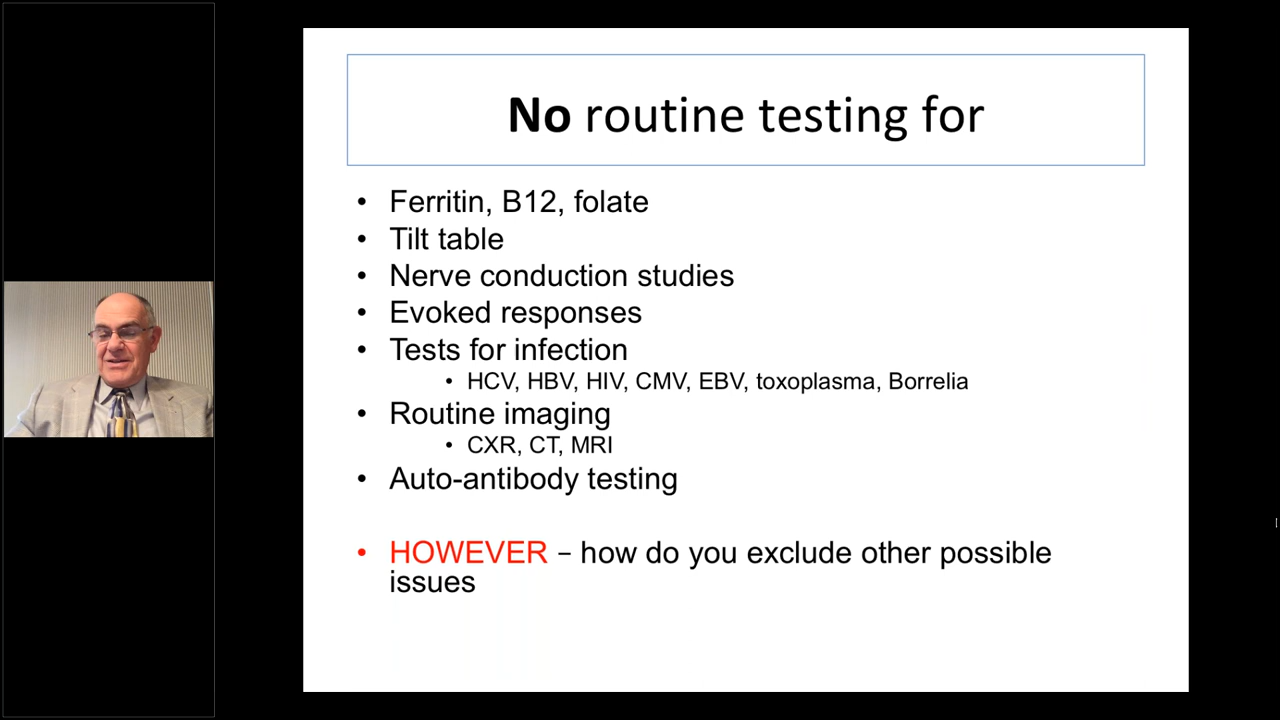 No routine testing for
• Ferritin, B12, folate
• Tilt table
• Nerve conduction studies
• Evoked responses
• Tests for infection
• HCV, HBV, HIV, CMV, EBV, toxoplasma, Borrelia
• Routine imaging
• CXR, CT, MRI
• Auto-antibody testing
• HOWEVER – how do you exclude other possible
issues